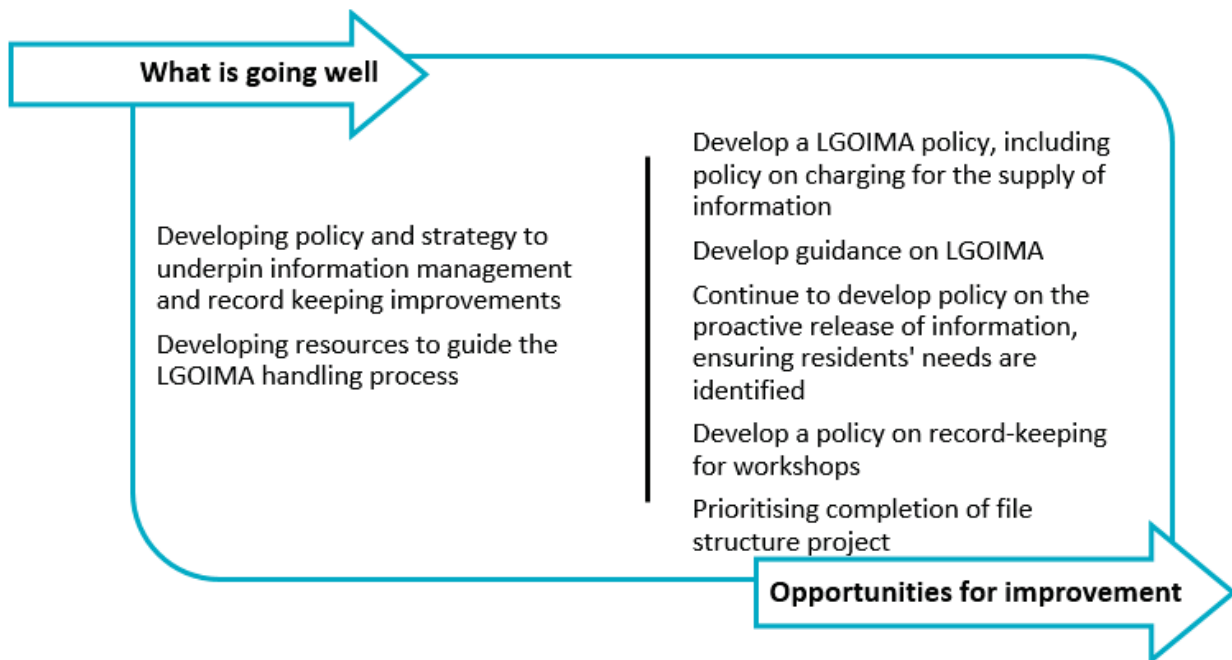 What is going well
Developing policy and strategy to
underpin information management
and record keeping improvements
Developing resources to guide the
LGOIMA handling process
Develop a LGOIMA policy, including
policy on charging for the supply of
information
Develop guidance on LGOIMA
Continue to develop policy on the
proactive release of information,
ensuring residents' needs are
identified
Develop a policy on record-keeping
for workshops
Prioritising completion of file
structure project
Opportunities for improvement